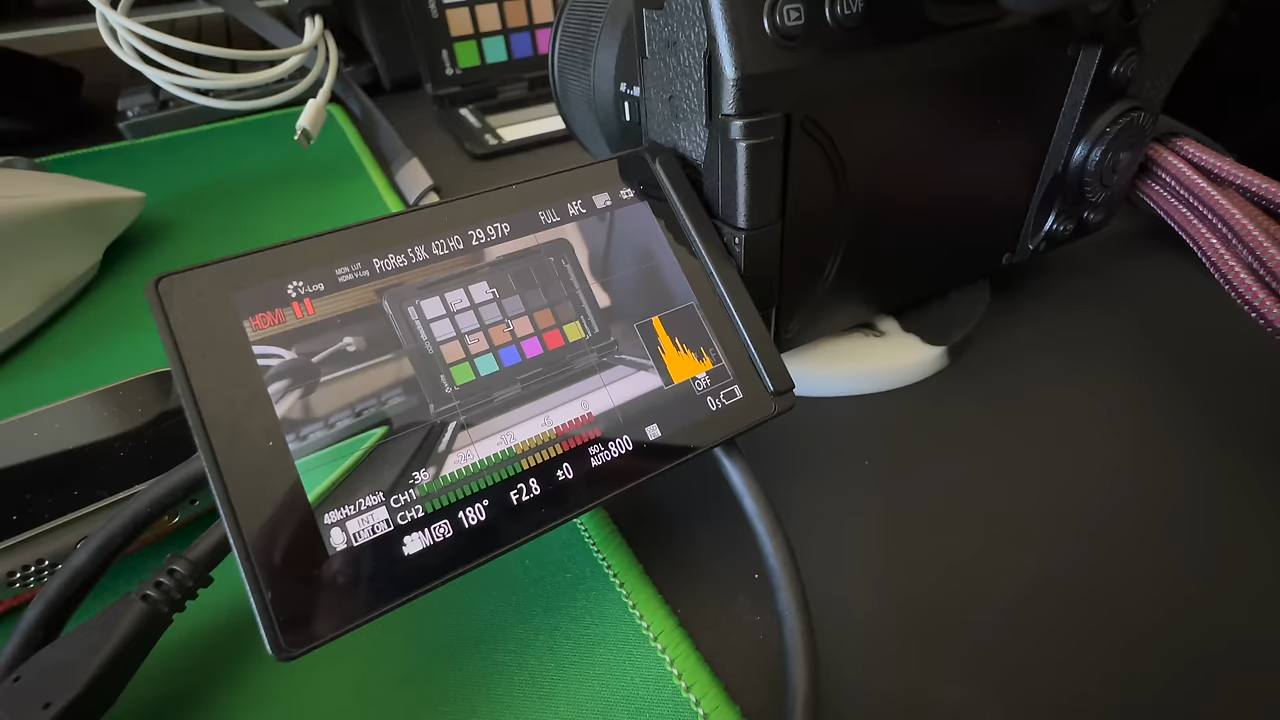 LVF
FULL AFC
ProRes 5.8K 422 HQ 29.97p
MON LUT
HDMI V-Log
V-Log
HDMI
OFF
0s
0
-6
-12
-24
-36
48kHz/24bit
CH1
INT
LMT ON
CH2
M 180° F2.8 ±0 ISO L
AUTO 800